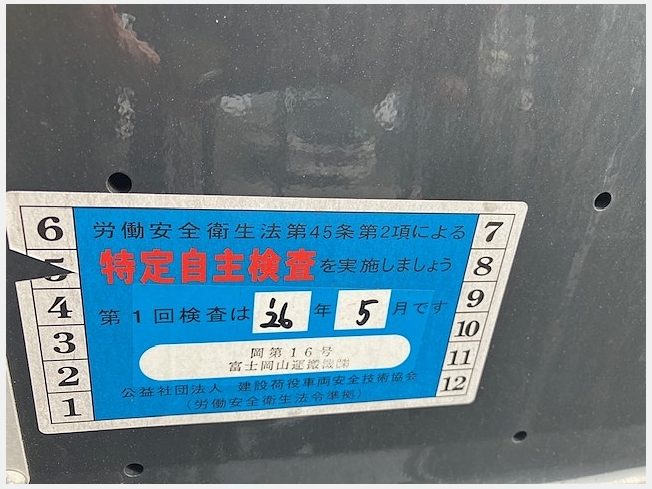 労働安全衛生法第45条第2項による
特定自主検査を実施しましょう
第1回検査は '26 年 5 月です
岡第16号
富士岡山運搬機㈱
公益社団法人 建設荷役車両安全技術協会
(労働安全衛生法令準拠)
6
5
4
3
2
1
7
8
9
10
11
12